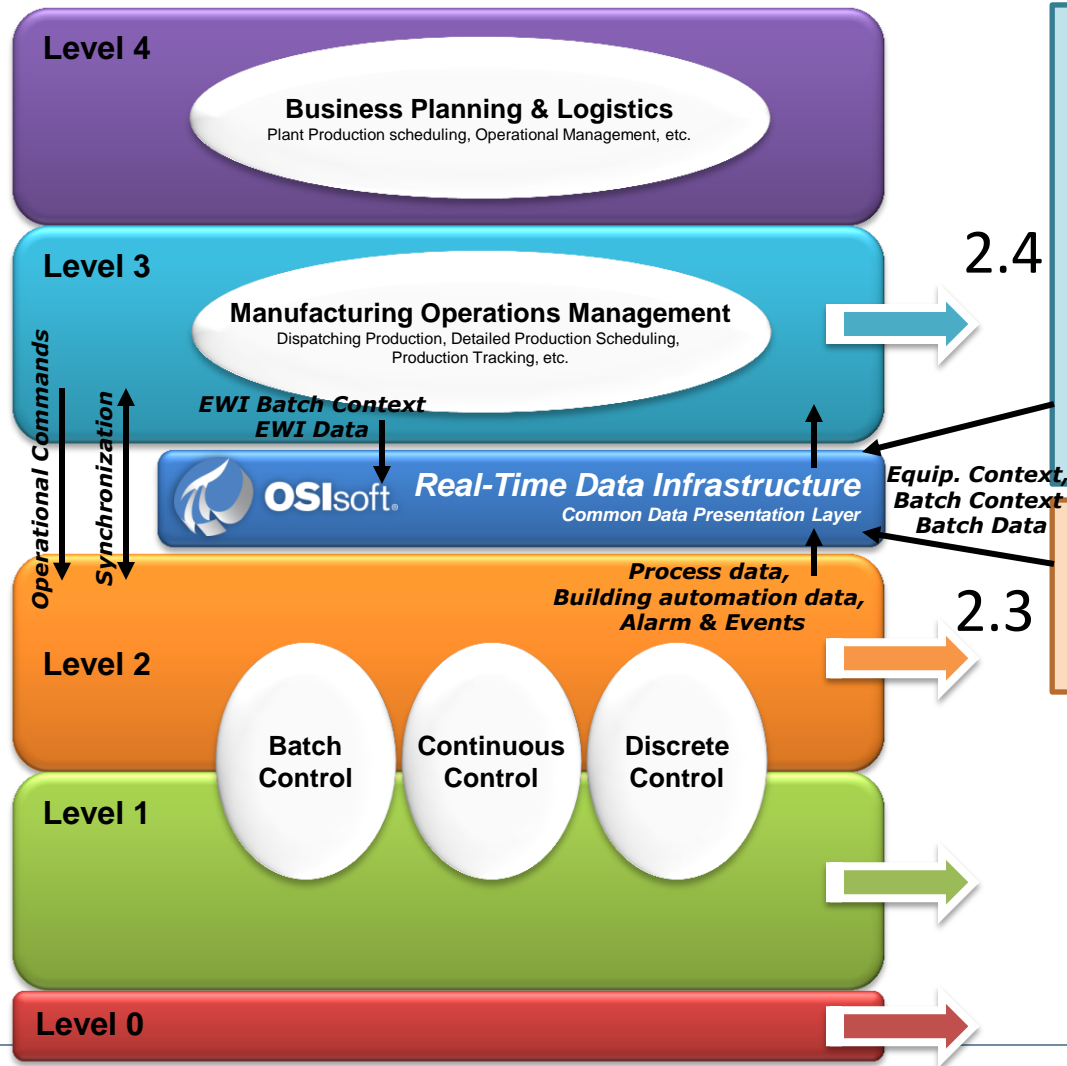 Level 4
Business Planning & Logistics
Plant Production scheduling, Operational Management, etc.
Level 3
2.4
Manufacturing Operations Management
Dispatching Production, Detailed Production Scheduling,
Production Tracking, etc.
Operational Commands
Synchronization
EWI Batch Context
EWI Data
OSIsoft.
Real-Time Data Infrastructure
Common Data Presentation Layer
Equip. Context,
Batch Context
Batch Data
Process data,
Building automation data,
Alarm & Events
2.3
Level 2
Batch
Control
Continuous
Control
Discrete
Control
Level 1
Level 0